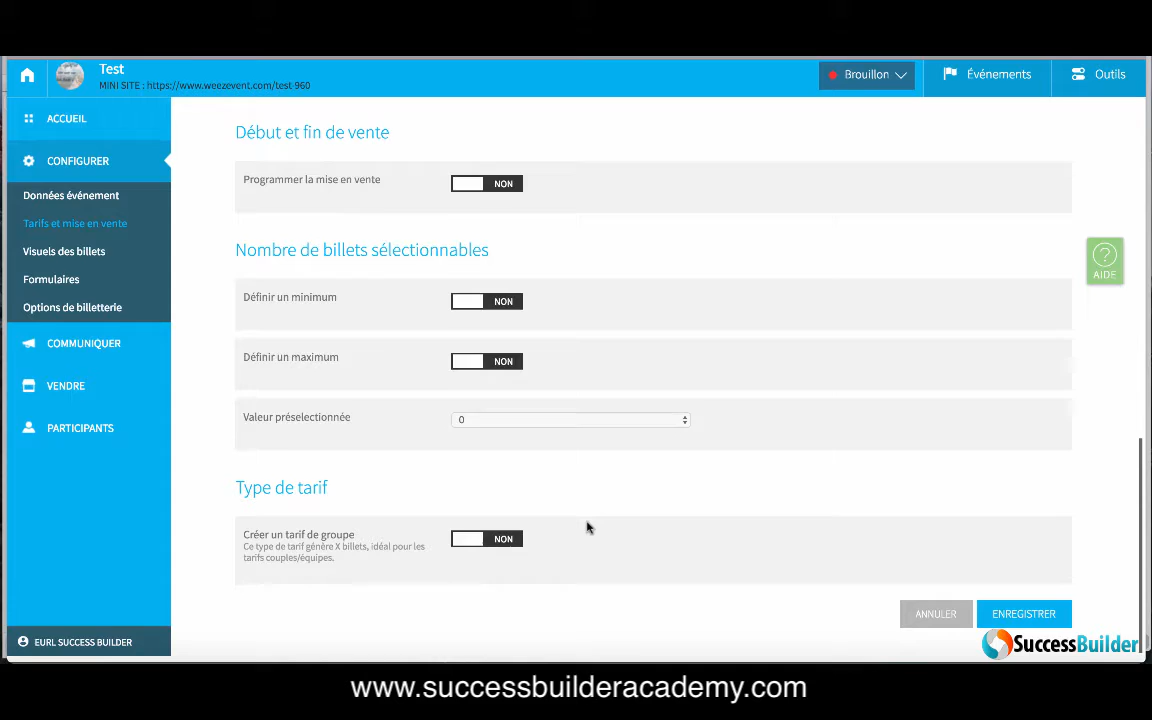 Test
MINI SITE : https://www.weezevent.com/test-960
Brouillon
Événements
Outils
ACCUEIL
CONFIGURER
Données événement
Tarifs et mise en vente
Visuels des billets
Formulaires
Options de billetterie
COMMUNIQUER
VENDRE
PARTICIPANTS
EURL SUCCESS BUILDER
Début et fin de vente
Programmer la mise en vente
NON
Nombre de billets sélectionnables
Définir un minimum
NON
Définir un maximum
NON
Valeur préselectionnée
0
Type de tarif
Créer un tarif de groupe
NON
Ce type de tarif génère X billets, idéal pour les
tarifs couples/équipes.
?
AIDE
ANNULER
ENREGISTRER
SuccessBuilder
www.successbuilderacademy.com